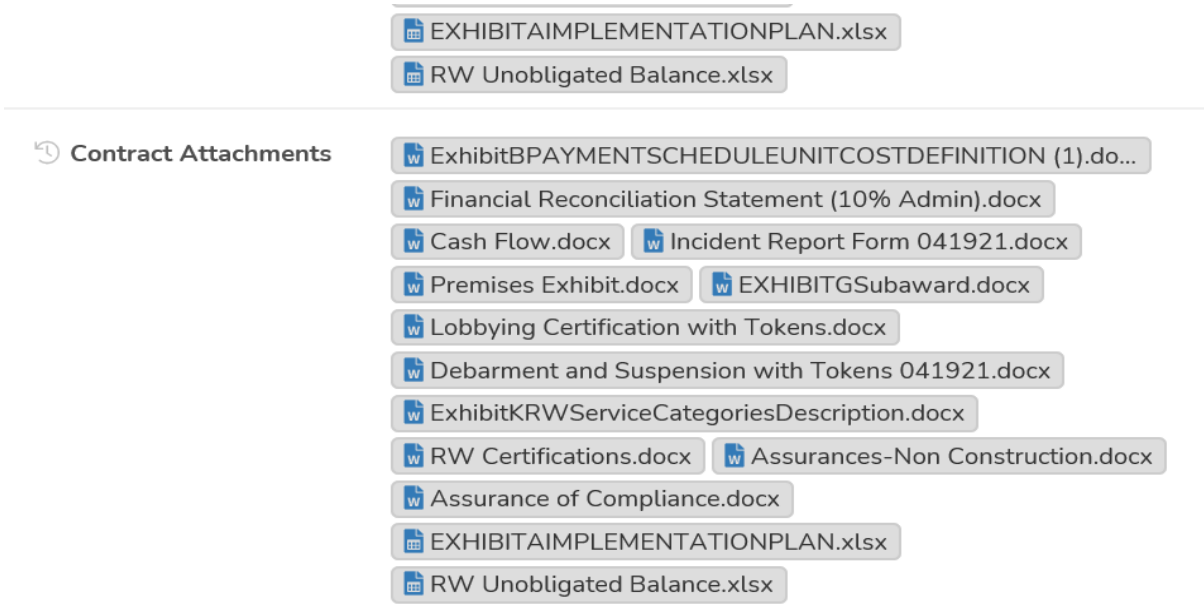 EXHIBITAIMPLEMENTATIONPLAN.xlsx
RW Unobligated Balance.xlsx
Contract Attachments
ExhibitBPAYMENTSCHEDULEUNITCOSTDEFINITION (1).do...
Financial Reconciliation Statement (10% Admin).docx
Cash Flow.docx Incident Report Form 041921.docx
Premises Exhibit.docx EXHIBITGSubaward.docx
Lobbying Certification with Tokens.docx
Debarment and Suspension with Tokens 041921.docx
ExhibitKRWServiceCategoriesDescription.docx
RW Certifications.docx Assurances-Non Construction.docx
Assurance of Compliance.docx
EXHIBITAIMPLEMENTATIONPLAN.xlsx
RW Unobligated Balance.xlsx